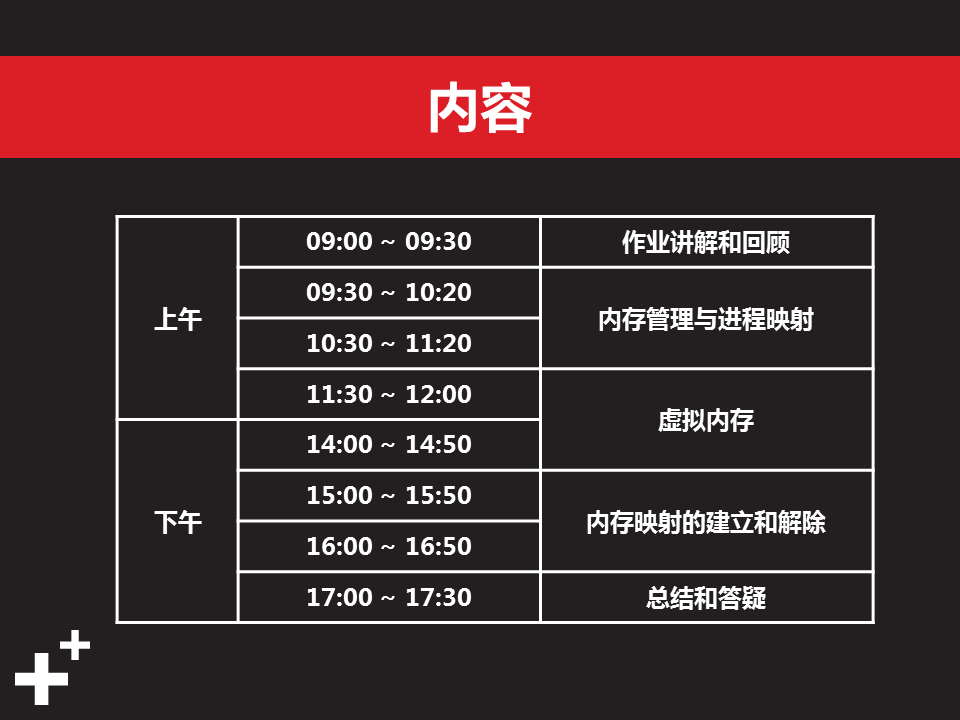 内容
上午
09:00 ~ 09:30
作业讲解和回顾
09:30 ~ 10:20
内存管理与进程映射
10:30 ~ 11:20
11:30 ~ 12:00
虚拟内存
下午
14:00 ~ 14:50
15:00 ~ 15:50
内存映射的建立和解除
16:00 ~ 16:50
17:00 ~ 17:30
总结和答疑